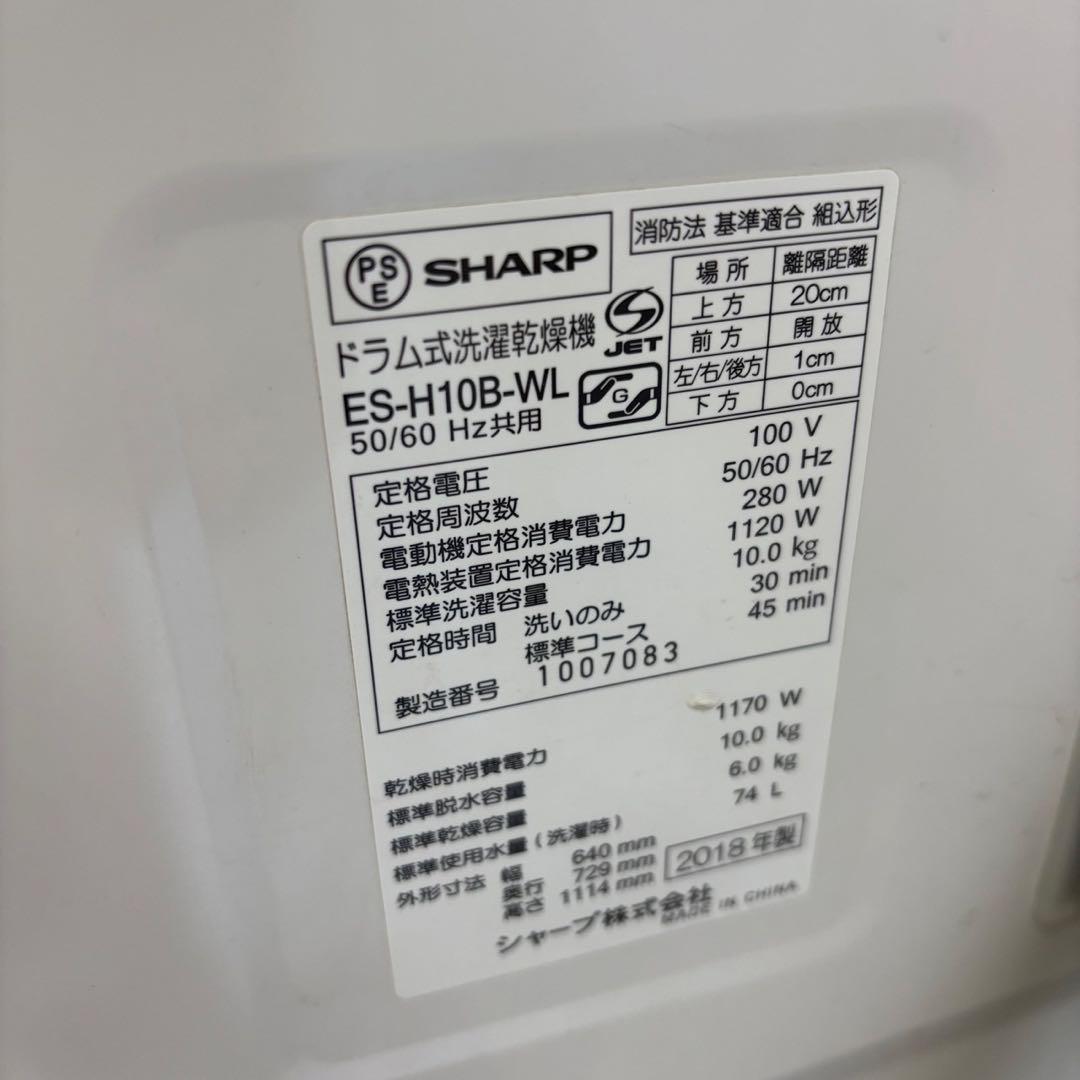 PSE SHARP
消防法 基準適合 組込形
場所 離隔距離
上方 20cm
前方 開放
左/右/後方 1cm
下方 0cm
ドラム式洗濯乾燥機
JET
ES-H10B-WL
G
50/60 Hz共用
定格電圧 100 V
定格周波数 50/60 Hz
電動機定格消費電力 280 W
電熱装置定格消費電力 1120 W
標準洗濯容量 10.0 kg
定格時間 洗いのみ 30 min
標準コース 45 min
製造番号 1007083
乾燥時消費電力 1170 W
標準脱水容量 10.0 kg
標準乾燥容量 6.0 kg
標準使用水量(洗濯時) 74 L
外形寸法 幅 640 mm
奥行 729 mm
高さ 1114 mm
2018年製
シャープ株式会社
MADE IN CHINA